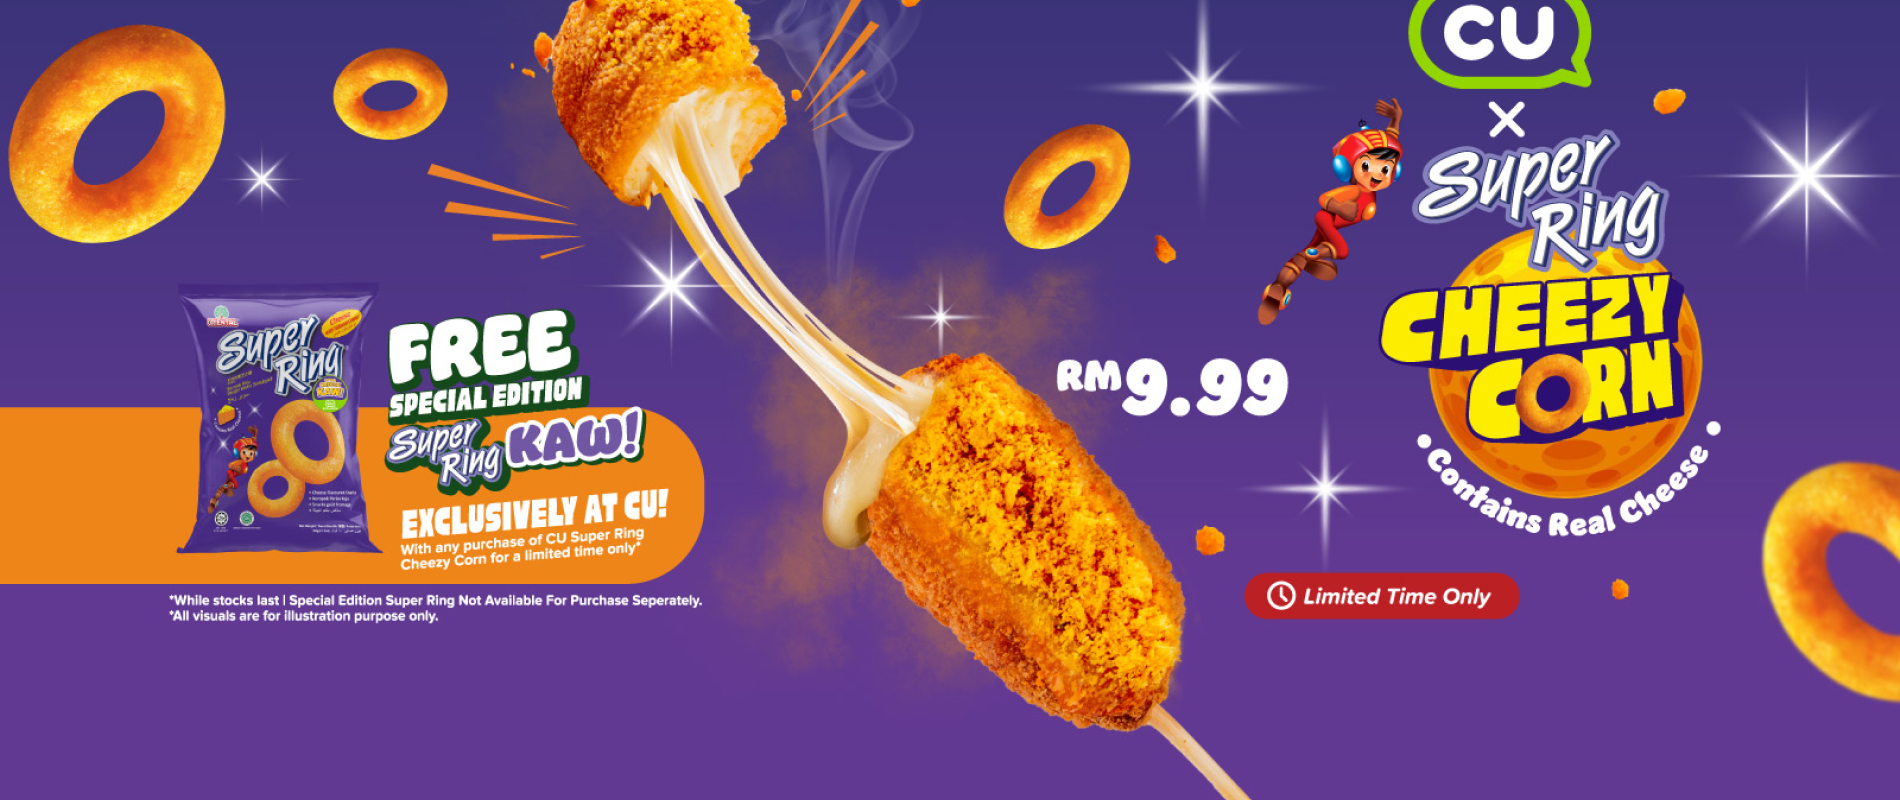 CU
x
Super
Ring
CHEEZY
CORN
• Contains Real Cheese •
RM9.99
Limited Time Only
Super
Ring
FREE
SPECIAL EDITION
Super
Ring KAW!
EXCLUSIVELY AT CU!
With any purchase of CU Super Ring
Cheezy Corn for a limited time only*
*While stocks last | Special Edition Super Ring Not Available For Purchase Seperately.
*All visuals are for illustration purpose only.